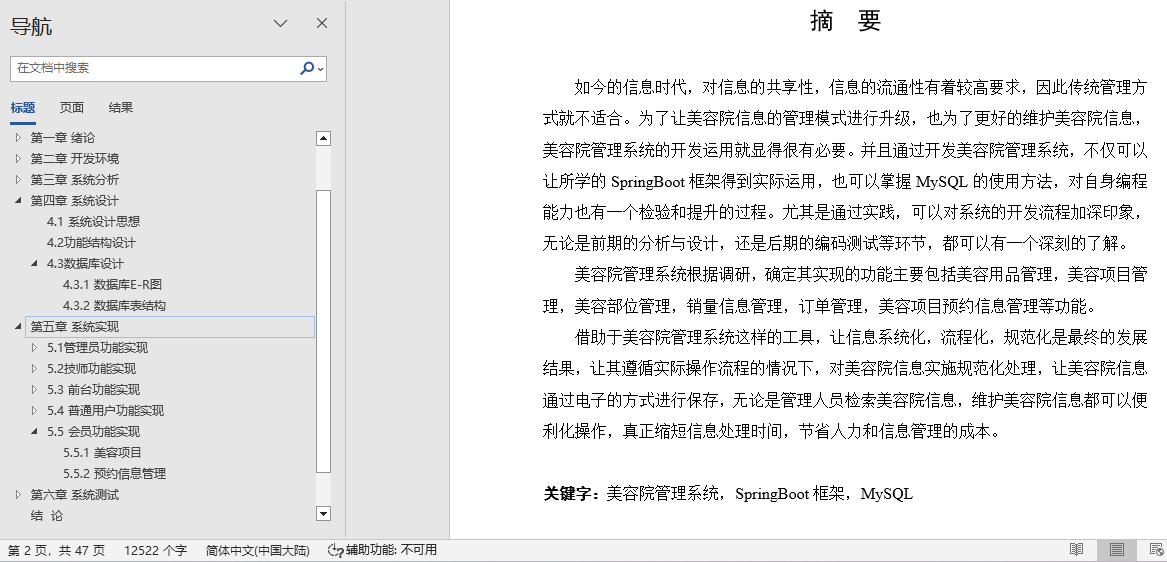 导航
在文档中搜索
标题 页面 结果
第一章 绪论
第二章 开发环境
第三章 系统分析
第四章 系统设计
4.1 系统设计思想
4.2功能结构设计
4.3数据库设计
4.3.1 数据库E-R图
4.3.2 数据库表结构
第五章 系统实现
5.1管理员功能实现
5.2技师功能实现
5.3 前台功能实现
5.4 普通用户功能实现
5.5 会员功能实现
5.5.1 美容项目
5.5.2 预约信息管理
第六章 系统测试
结 论
摘 要
如今的信息时代，对信息的共享性，信息的流通性有着较高要求，因此传统管理方
式就不适合。为了让美容院信息的管理模式进行升级，也为了更好的维护美容院信息，
美容院管理系统的开发运用就显得很有必要。并且通过开发美容院管理系统，不仅可以
让所学的 SpringBoot 框架得到实际运用，也可以掌握 MySQL 的使用方法，对自身编程
能力也有一个检验和提升的过程。尤其是通过实践，可以对系统的开发流程加深印象，
无论是前期的分析与设计，还是后期的编码测试等环节，都可以有一个深刻的了解。
美容院管理系统根据调研，确定其实现的功能主要包括美容用品管理，美容项目管
理，美容部位管理，销量信息管理，订单管理，美容项目预约信息管理等功能。
借助于美容院管理系统这样的工具，让信息系统化，流程化，规范化是最终的发展
结果，让其遵循实际操作流程的情况下，对美容院信息实施规范化处理，让美容院信息
通过电子的方式进行保存，无论是管理人员检索美容院信息，维护美容院信息都可以便
利化操作，真正缩短信息处理时间，节省人力和信息管理的成本。
关键字：美容院管理系统，SpringBoot 框架，MySQL
第 2 页，共 47 页 12522 个字 简体中文(中国大陆) 辅助功能: 不可用